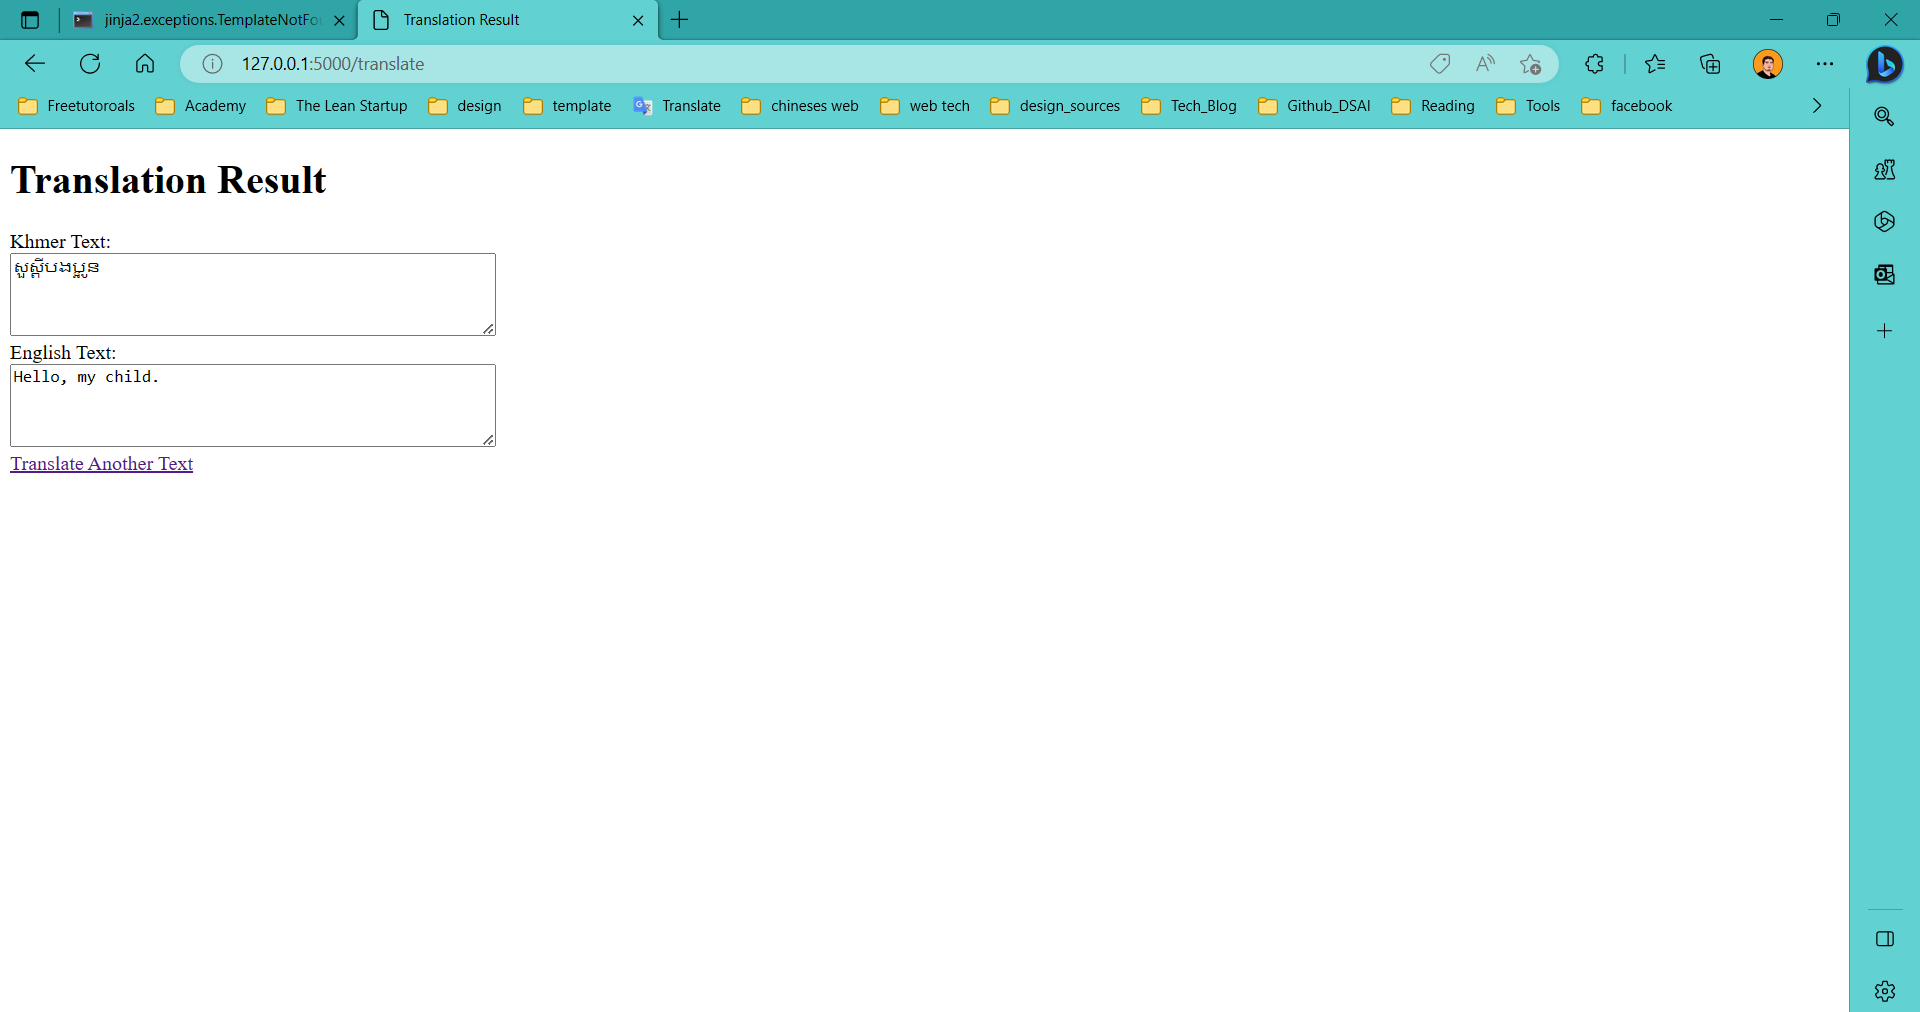 jinja2.exceptions.TemplateNotFo
Translation Result
127.0.0.1:5000/translate
Freetutoroals Academy The Lean Startup design template Translate chineses web web tech design_sources Tech_Blog Github_DSAI Reading Tools facebook
Translation Result
Khmer Text:
សួស្តីបងប្អូន
English Text:
Hello, my child.
Translate Another Text